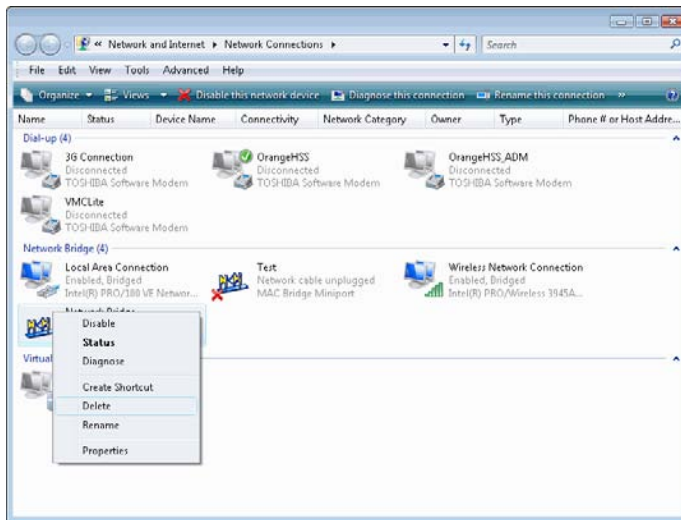 « Network and Internet ▸ Network Connections ▸ Search
File Edit View Tools Advanced Help
Organize Views Disable this network device Diagnose this connection Rename this connection »
Name Status Device Name Connectivity Network Category Owner Type Phone # or Host Addre...
Dial-up (4)
3G Connection OrangeHSS OrangeHSS_ADM
Disconnected Disconnected Disconnected
TOSHIBA Software Modem TOSHIBA Software Modem TOSHIBA Software Modem
VMCLite
Disconnected
TOSHIBA Software Modem
Network Bridge (4)
Local Area Connection Test Wireless Network Connection
Enabled, Bridged Network cable unplugged Enabled, Bridged
Intel(R) PRO/100 VE Networ... MAC Bridge Miniport Intel(R) PRO/Wireless 3945A...
Network Bridge
Disable
Status
Virtual
Diagnose
Create Shortcut
Delete
Rename
Properties